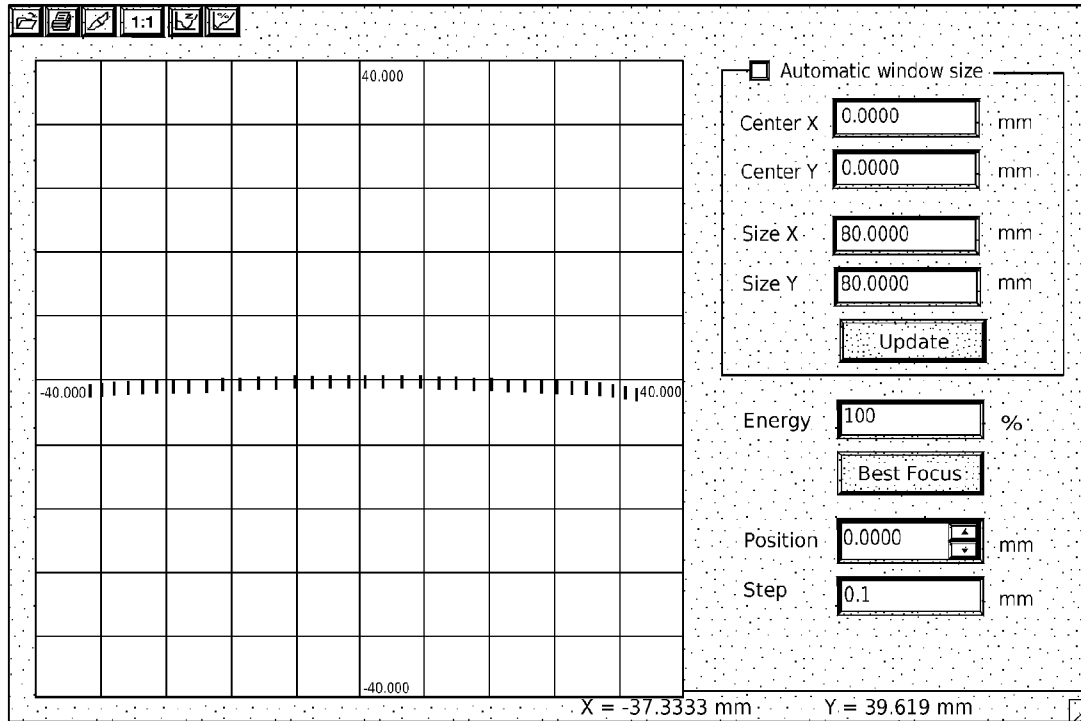 1:1
40.000
-40.000
40.000
-40.000
Automatic window size
Center X 0.0000 mm
Center Y 0.0000 mm
Size X 80.0000 mm
Size Y 80.0000 mm
Update
Energy 100 %
Best Focus
Position 0.0000 mm
Step 0.1 mm
X = -37.3333 mm Y = 39.619 mm